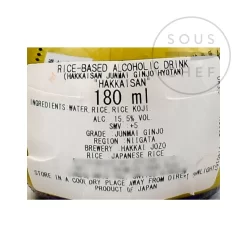 SOUS
CHEF
RICE-BASED ALCOHOLIC DRINK
(HAKKAISAN JUNMAI GINJO HYOTAN)
"HAKKAISAN"
180 ml
INGREDIENTS:WATER,RICE,RICE KOJI
ALC. 15.5% VOL
SMV +5
GRADE JUNMAI GINJO
REGION NIIGATA
BREWERY HAKKAI JOZO
RICE JAPANESE RICE
STORE IN A COOL DRY PLACE AWAY FROM DIRECT SUNLIGHT
PRODUCT OF JAPAN